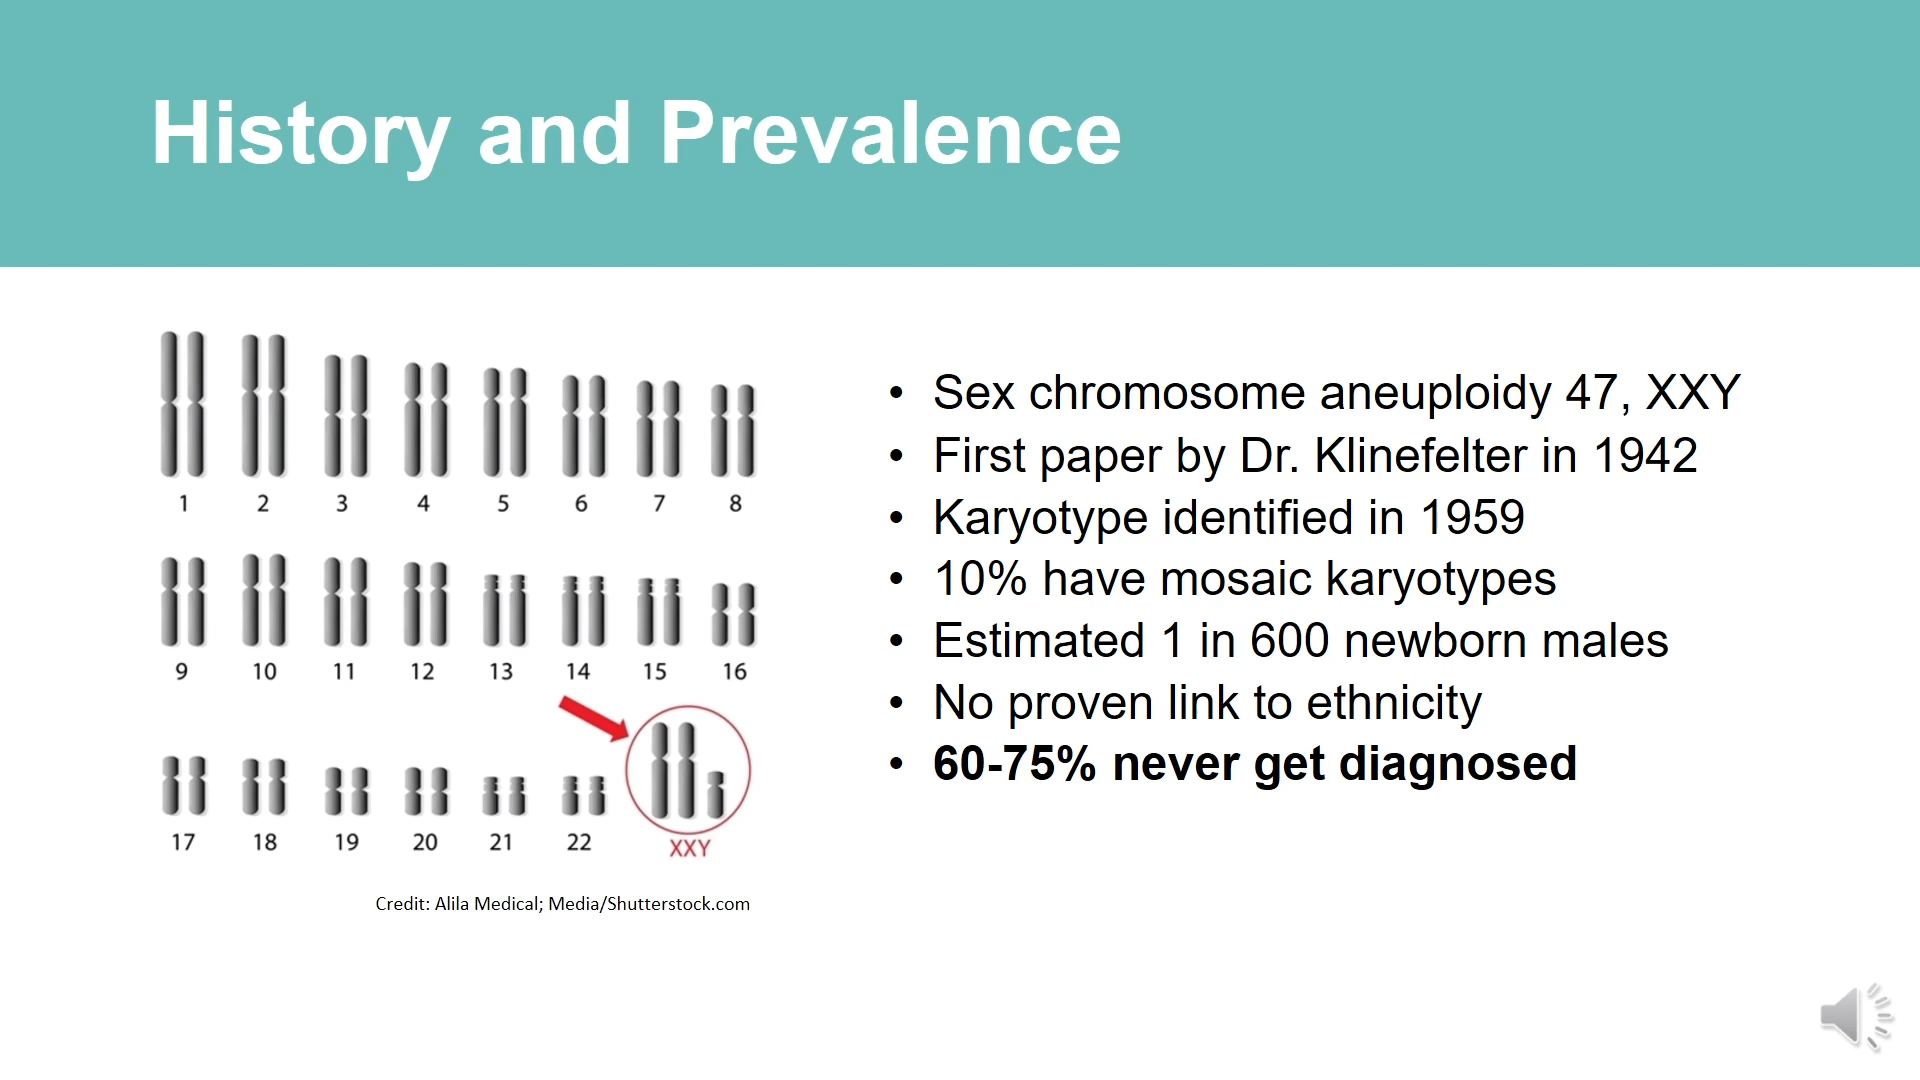 History and Prevalence
1 2 3 4 5 6 7 8
9 10 11 12 13 14 15 16
17 18 19 20 21 22 XXY
Credit: Alila Medical; Media/Shutterstock.com
• Sex chromosome aneuploidy 47, XXY
• First paper by Dr. Klinefelter in 1942
• Karyotype identified in 1959
• 10% have mosaic karyotypes
• Estimated 1 in 600 newborn males
• No proven link to ethnicity
• 60-75% never get diagnosed